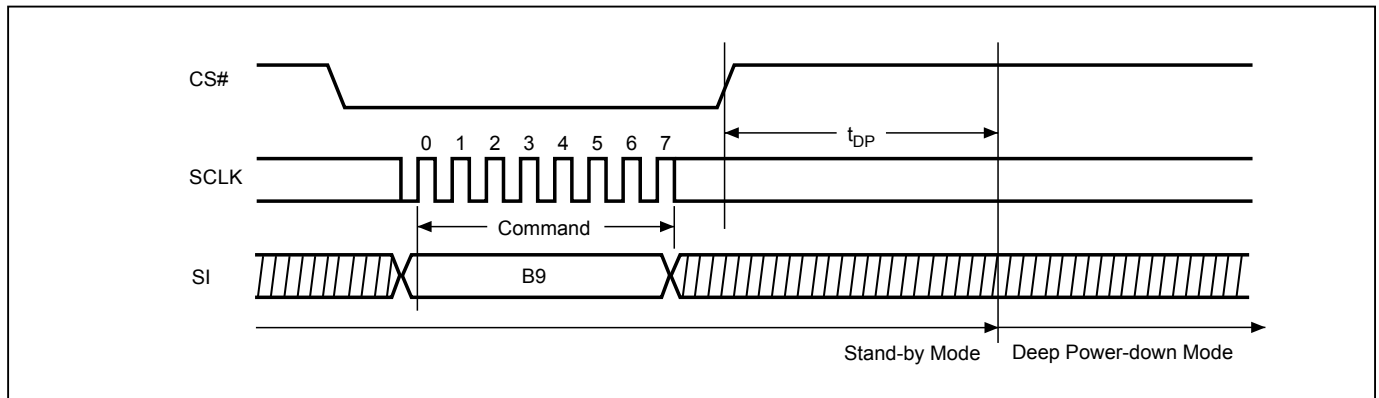 CS#
t_DP
0 1 2 3 4 5 6 7
SCLK
Command
SI B9
Stand-by Mode Deep Power-down Mode